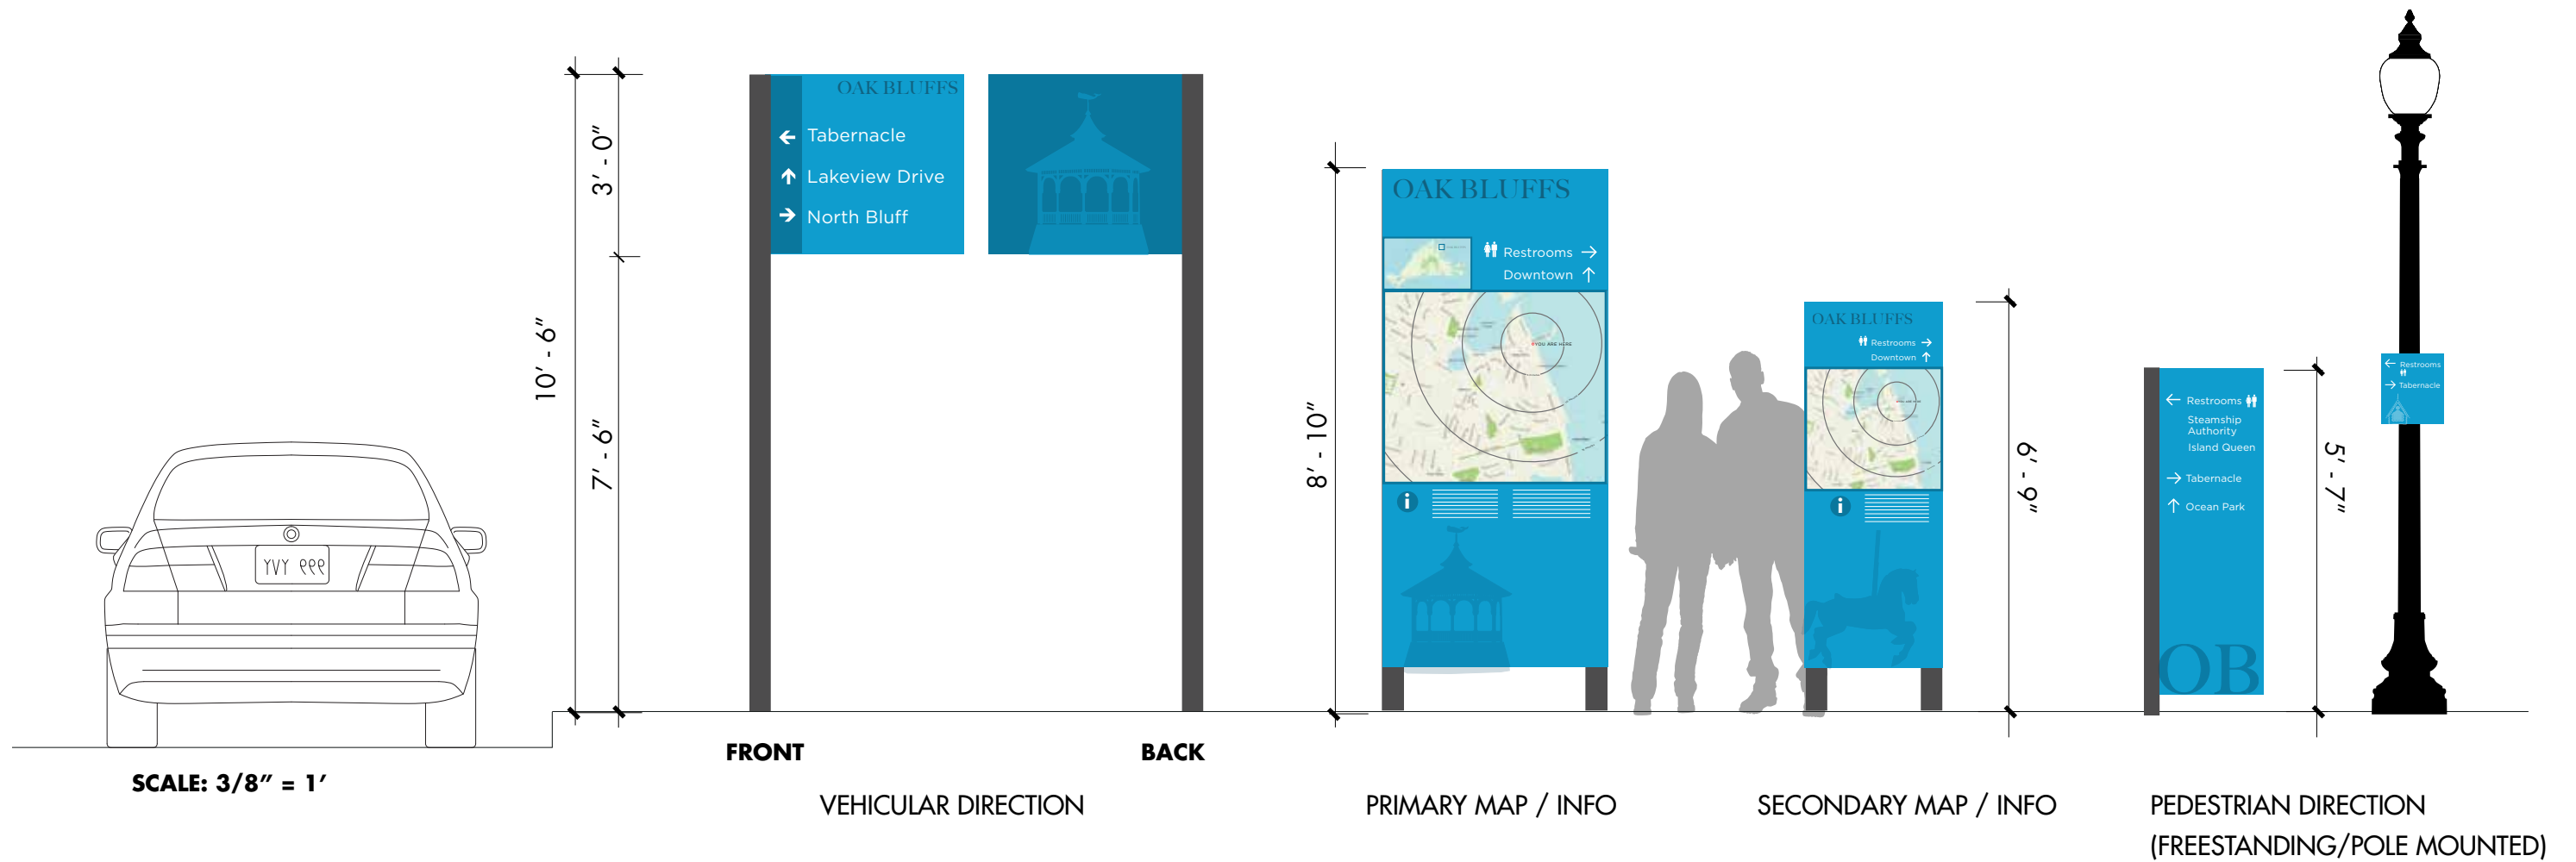 10' - 6"
3' - 0"
7' - 6"
OAK BLUFFS
← Tabernacle
↑ Lakeview Drive
→ North Bluff
FRONT
BACK
VEHICULAR DIRECTION
SCALE: 3/8" = 1'
8' - 10"
OAK BLUFFS
Restrooms →
Downtown ↑
YOU ARE HERE
i
PRIMARY MAP / INFO
OAK BLUFFS
Restrooms →
Downtown ↑
i
6' - 9"
SECONDARY MAP / INFO
← Restrooms
Steamship
Authority
Island Queen
→ Tabernacle
↑ Ocean Park
OB
5' - 7"
← Restrooms
→ Tabernacle
PEDESTRIAN DIRECTION
(FREESTANDING/POLE MOUNTED)